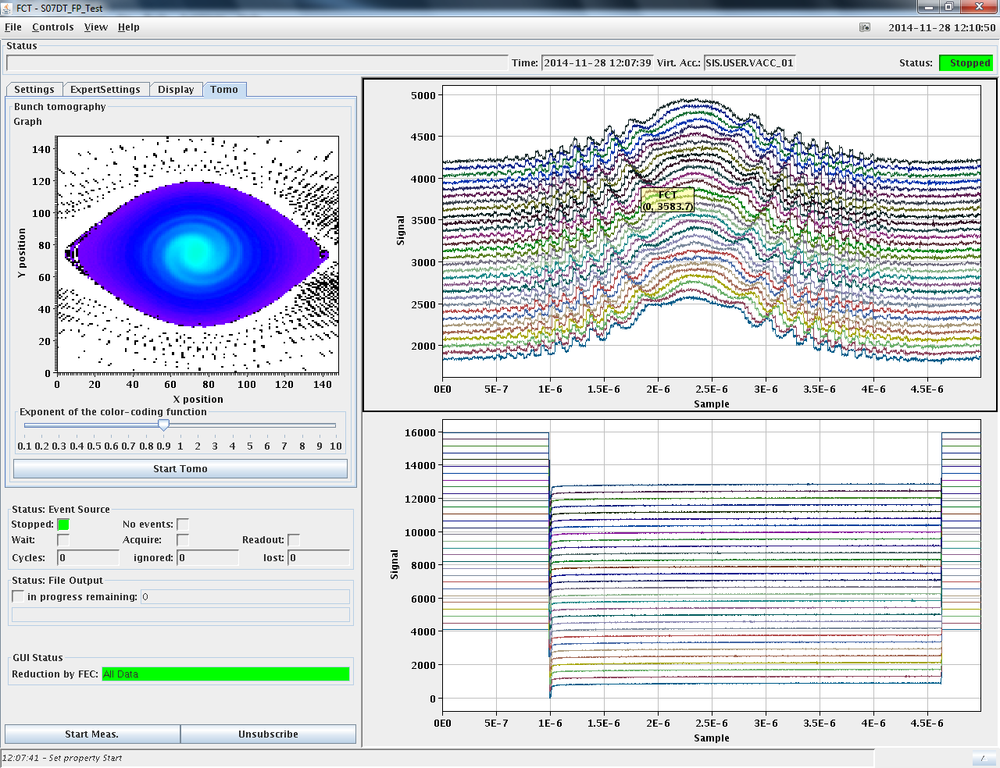 FCT - S07DT_FP_Test
File Controls View Help
2014-11-28 12:10:50
Status
Time: 2014-11-28 12:07:39 Virt. Acc.: SIS.USER.VACC_01 Status: Stopped
Settings ExpertSettings Display Tomo
Bunch tomography
Graph
Y position
140
120
100
80
60
40
20
0
0 20 40 60 80 100 120 140
X position
Exponent of the color-coding function
0.1 0.2 0.3 0.4 0.5 0.6 0.7 0.8 0.9 1 2 3 4 5 6 7 8 9 10
Start Tomo
Status: Event Source
Stopped: No events:
Wait: Acquire: Readout:
Cycles: 0 ignored: 0 lost: 0
Status: File Output
in progress remaining: 0
GUI Status
Reduction by FEC: All Data
Start Meas. Unsubscribe
12:07:41 - Set property Start
Signal
5000
4500
4000
3500
3000
2500
2000
FCT
(0, 3583.7)
0E0 5E-7 1E-6 1.5E-6 2E-6 2.5E-6 3E-6 3.5E-6 4E-6 4.5E-6
Sample
Signal
16000
14000
12000
10000
8000
6000
4000
2000
0
0E0 5E-7 1E-6 1.5E-6 2E-6 2.5E-6 3E-6 3.5E-6 4E-6 4.5E-6
Sample